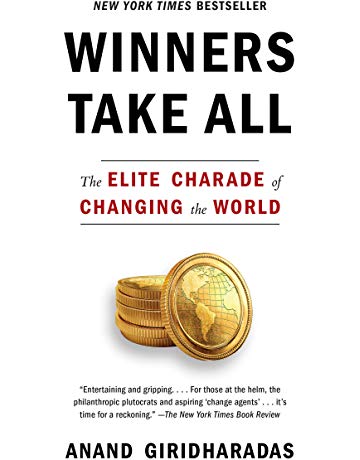 NEW YORK TIMES BESTSELLER
WINNERS
TAKE ALL
The ELITE CHARADE of
CHANGING the WORLD
“Entertaining and gripping. . . . For those at the helm, the
philanthropic plutocrats and aspiring ‘change agents’ . . . it’s
time for a reckoning.” —The New York Times Book Review
ANAND GIRIDHARADAS